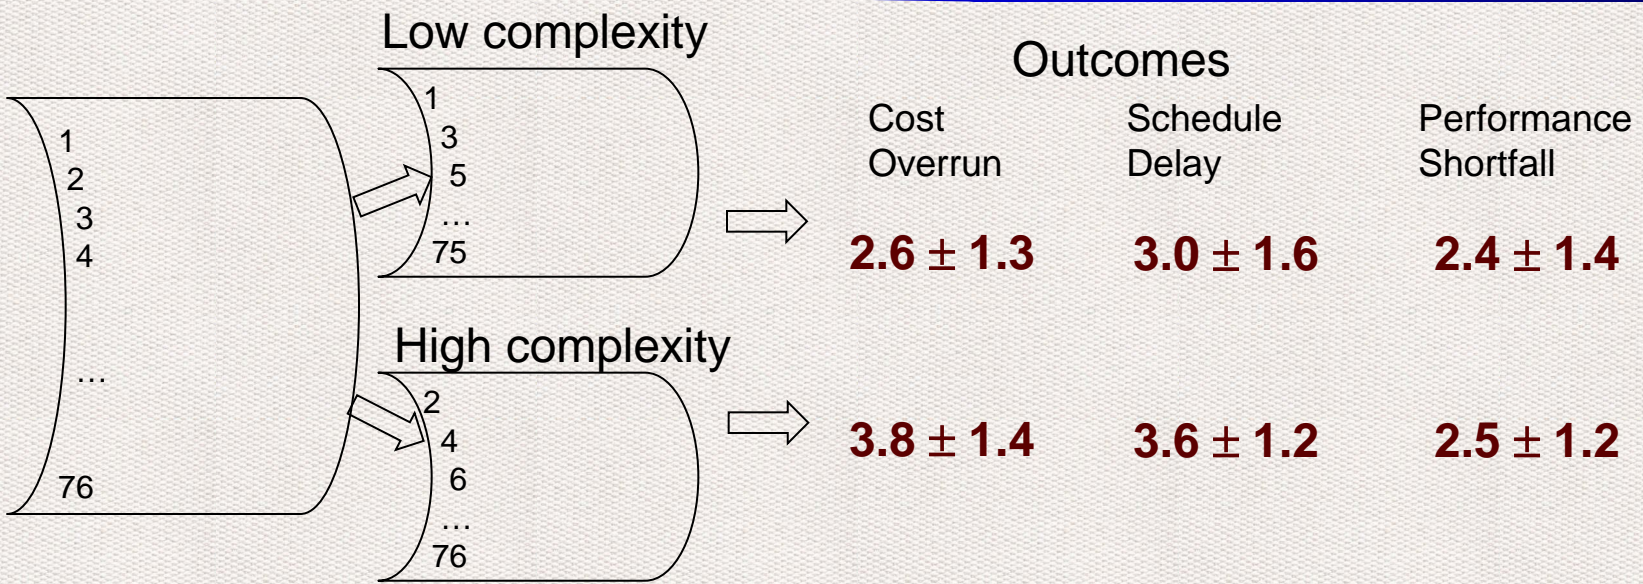 Low complexity
1
3
5
…
75
1
2
3
4
…
76
High complexity
2
4
6
…
76
Outcomes
Cost Overrun
Schedule Delay
Performance Shortfall
2.6 ± 1.3
3.0 ± 1.6
2.4 ± 1.4
3.8 ± 1.4
3.6 ± 1.2
2.5 ± 1.2